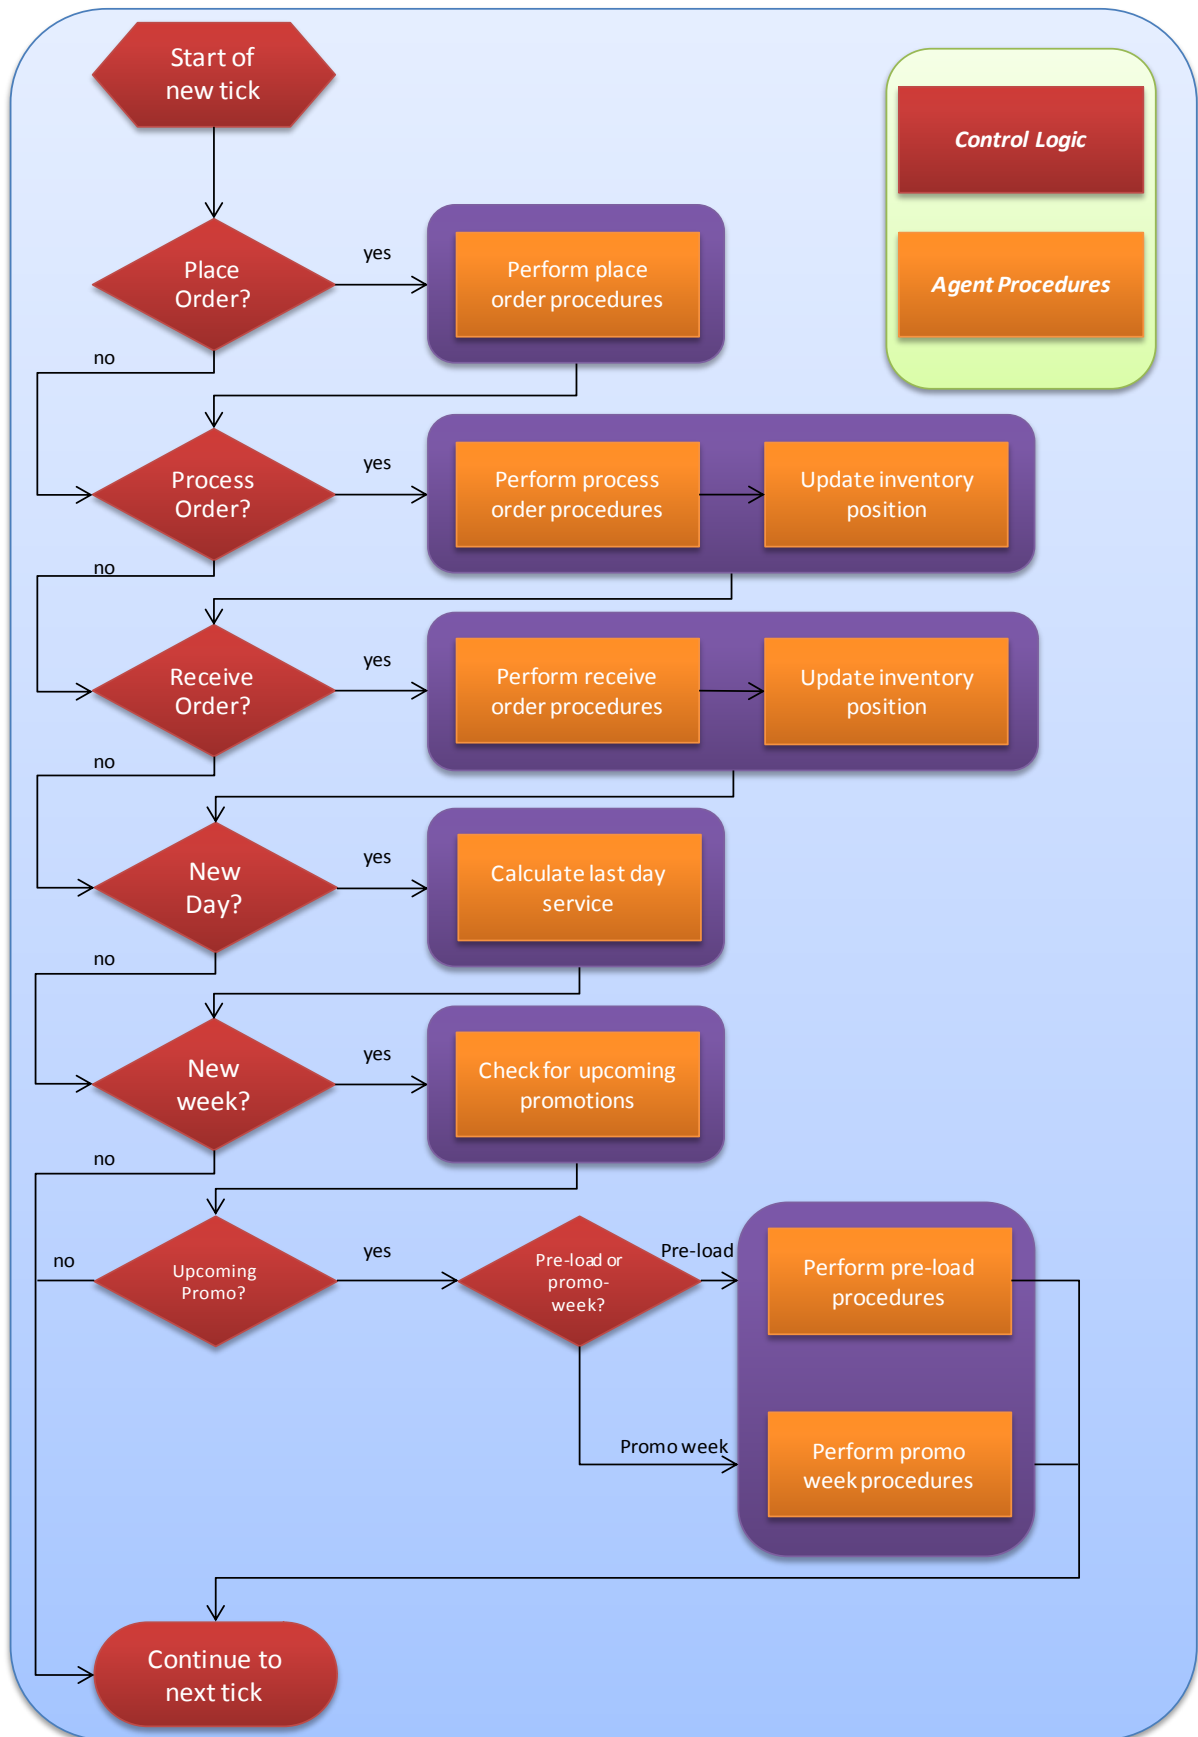 Start of
new tick
Control Logic
Agent Procedures
Place
Order?
yes
Perform place
order procedures
no
Process
Order?
yes
Perform process
order procedures
Update inventory
position
no
Receive
Order?
yes
Perform receive
order procedures
Update inventory
position
no
New
Day?
yes
Calculate last day
service
no
New
week?
yes
Check for upcoming
promotions
no
Upcoming
Promo?
no
yes
Pre-load or
promo-
week?
Pre-load
Perform pre-load
procedures
Promo week
Perform promo
week procedures
Continue to
next tick